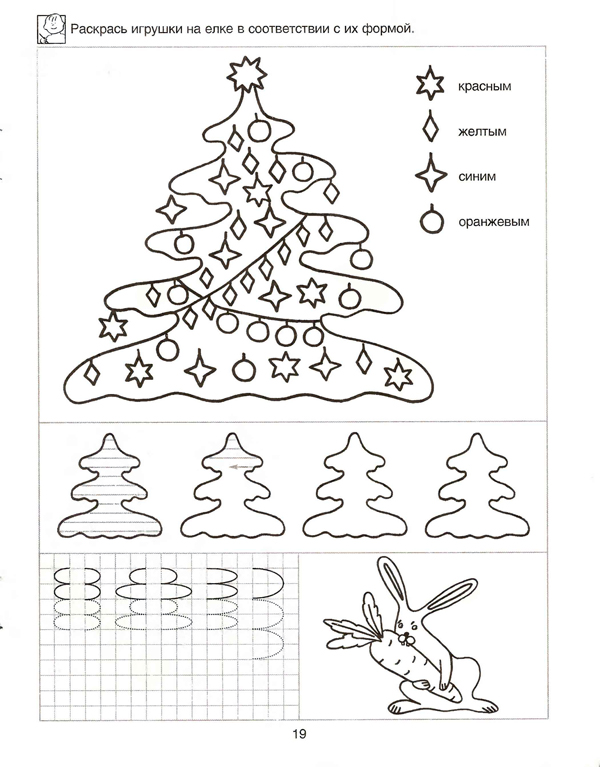 Раскрась игрушки на елке в соответствии с их формой.
красным
желтым
синим
оранжевым
19